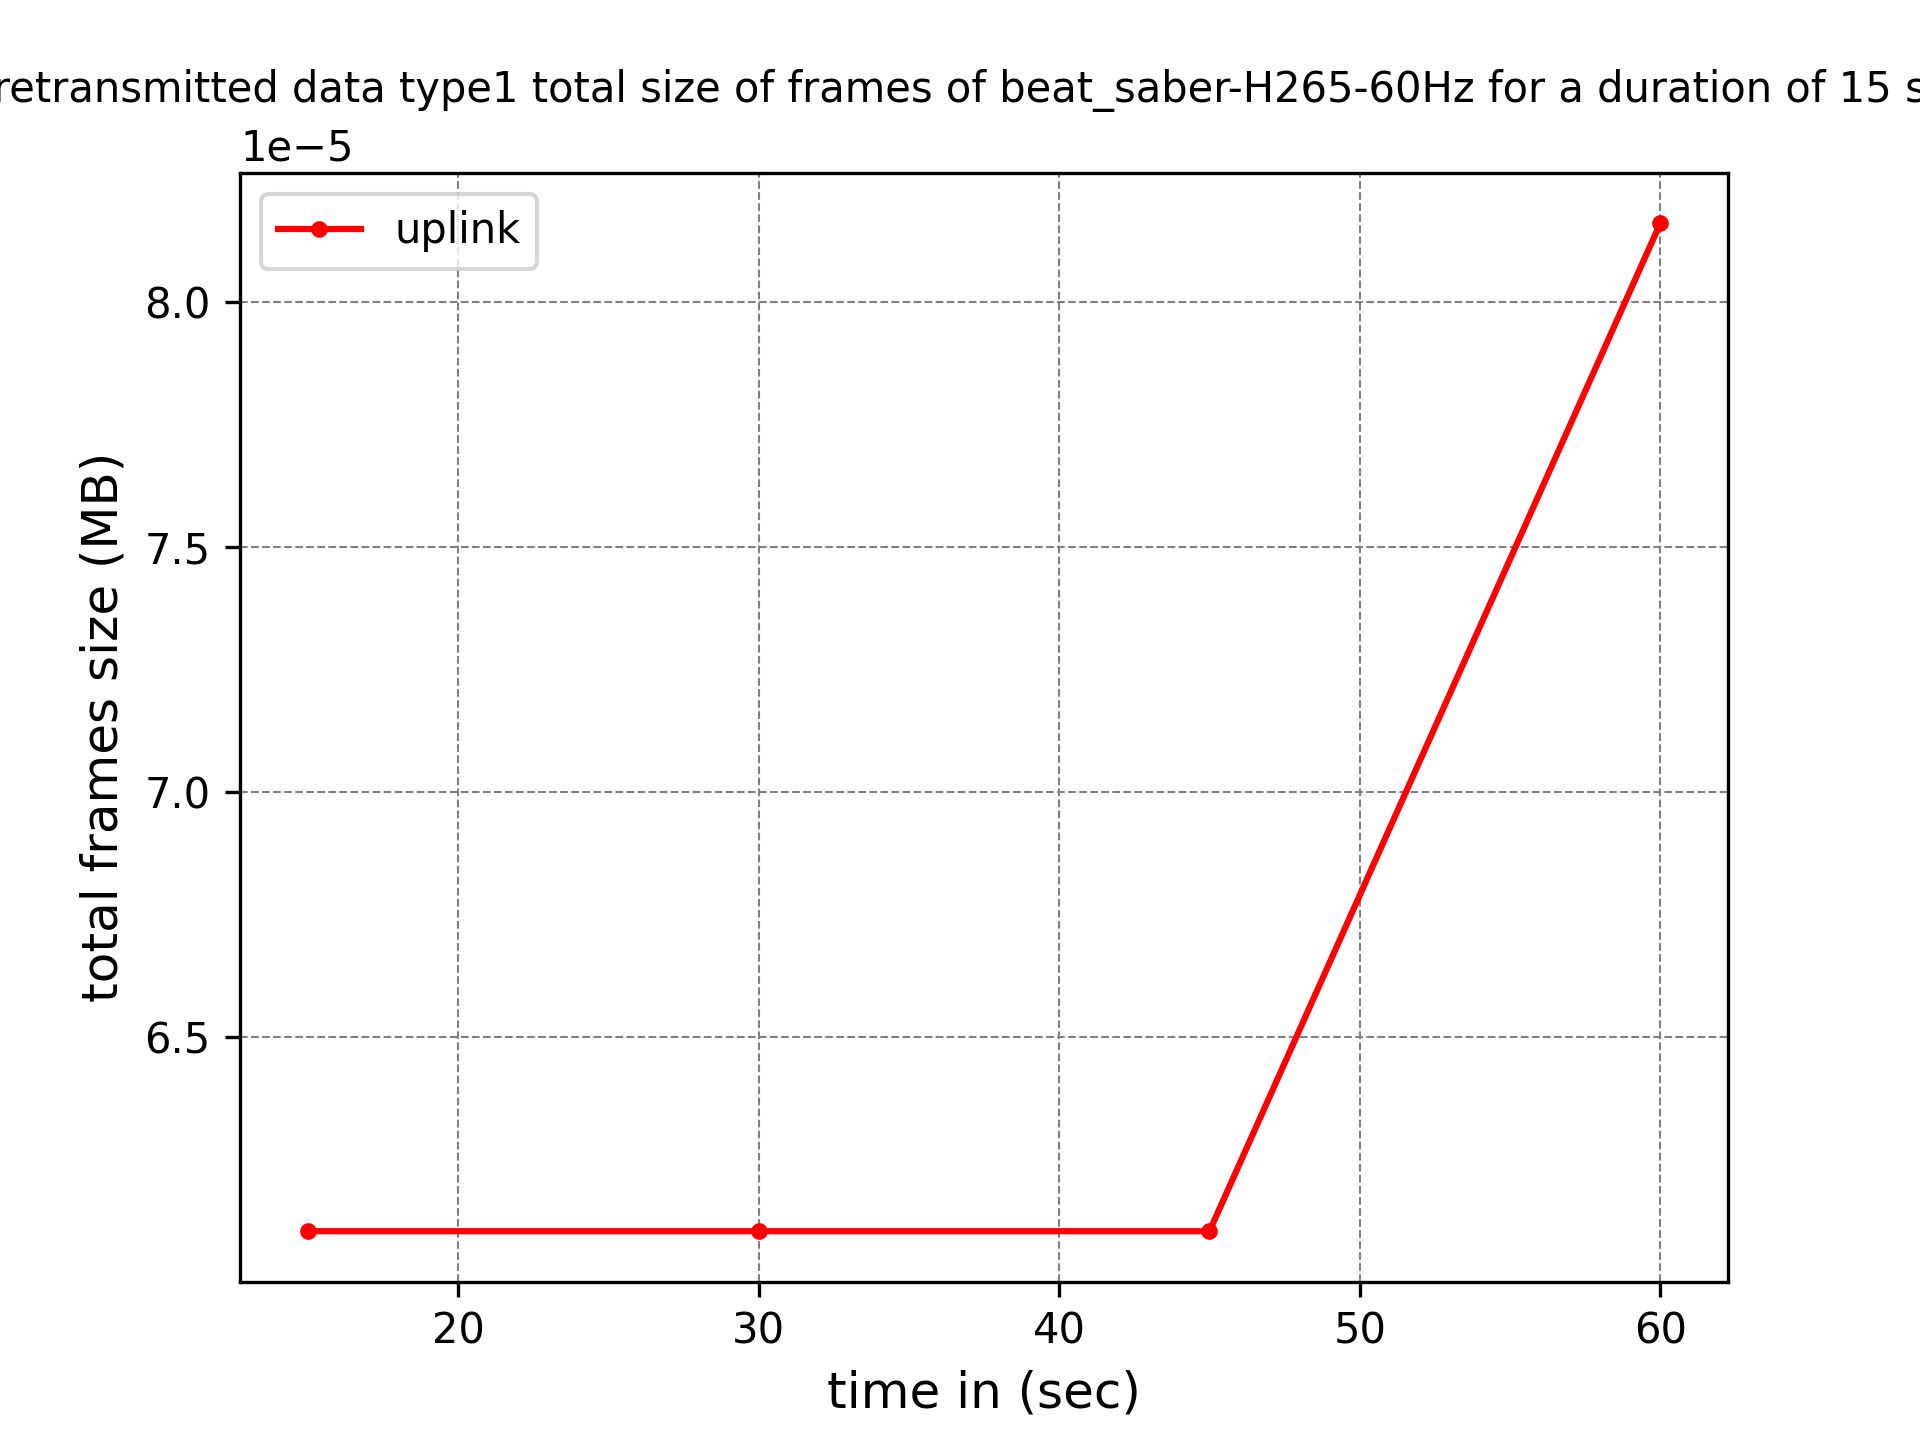 retransmitted data type1 total size of frames of beat_saber-H265-60Hz for a duration of 15 s
1e−5
uplink
8.0
7.5
7.0
6.5
total frames size (MB)
20 30 40 50 60
time in (sec)